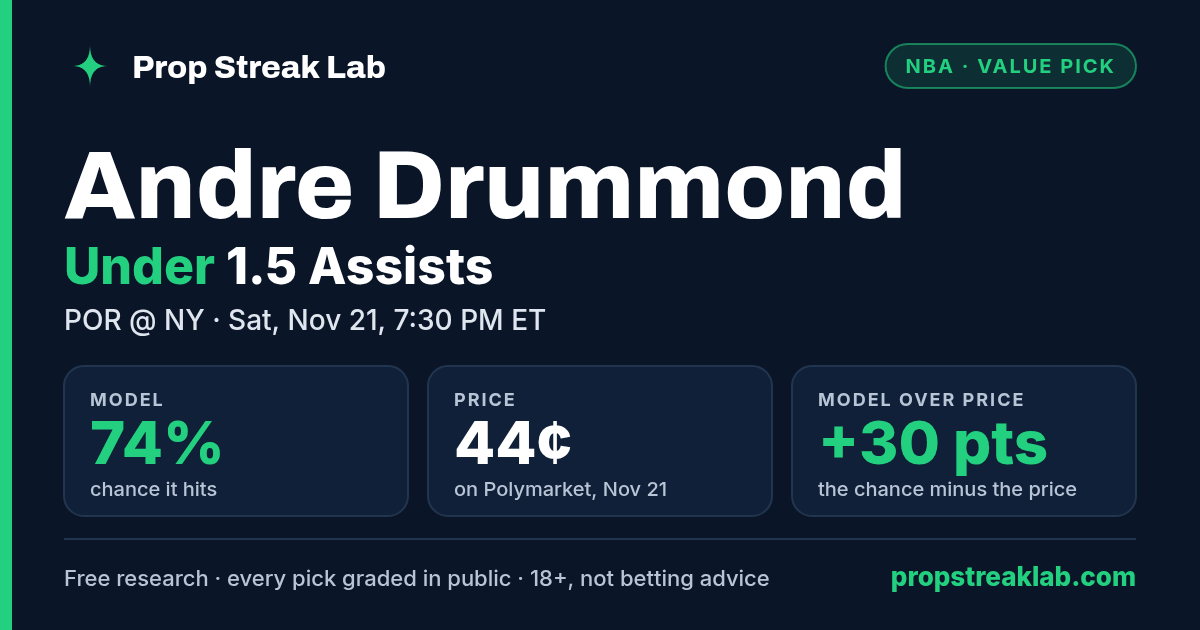 Prop Streak Lab
NBA · VALUE PICK
Andre Drummond
Under 1.5 Assists
POR @ NY · Sat, Nov 21, 7:30 PM ET
MODEL
74%
chance it hits
PRICE
44¢
on Polymarket, Nov 21
MODEL OVER PRICE
+30 pts
the chance minus the price
Free research · every pick graded in public · 18+, not betting advice
propstreaklab.com